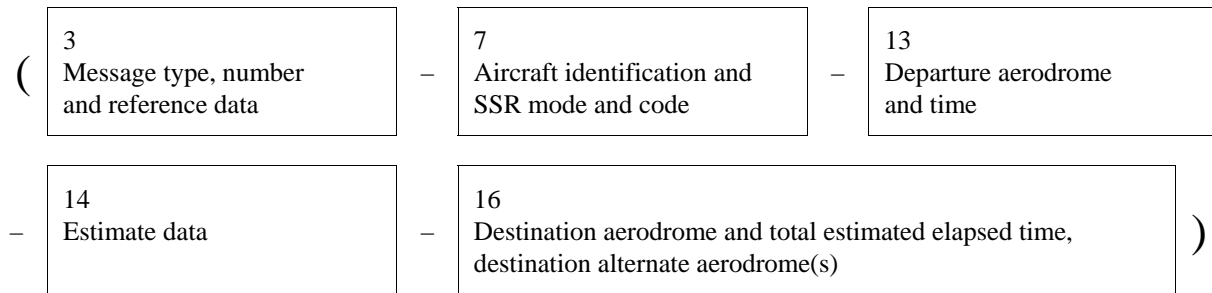 3 7 13
( Message type, number – Aircraft identification and – Departure aerodrome
and reference data SSR mode and code and time
14 16
– Estimate data – Destination aerodrome and total estimated elapsed time, )
destination alternate aerodrome(s)